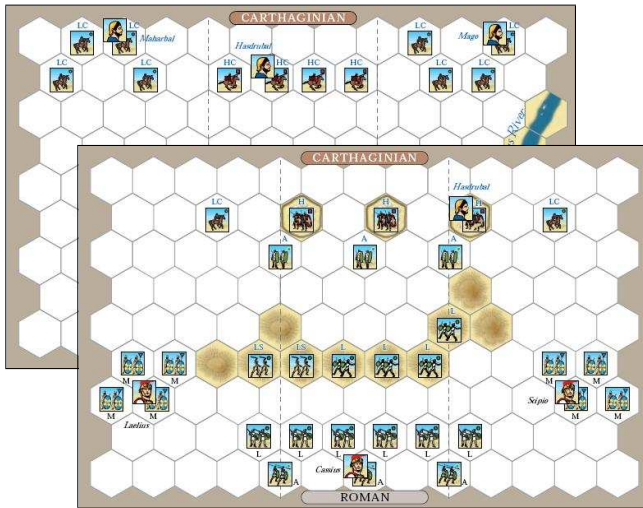 CARTHAGINIAN
LC LC Maharbal Hasdrubal LC Mago LC
LC LC HC HC HC HC LC LC
River
CARTHAGINIAN
Hasdrubal
LC H H H LC
A A A
L
LS LS L L L
M M M M
M M Scipio M M
Laelius
L L L L L L
Cassius
A A A
ROMAN